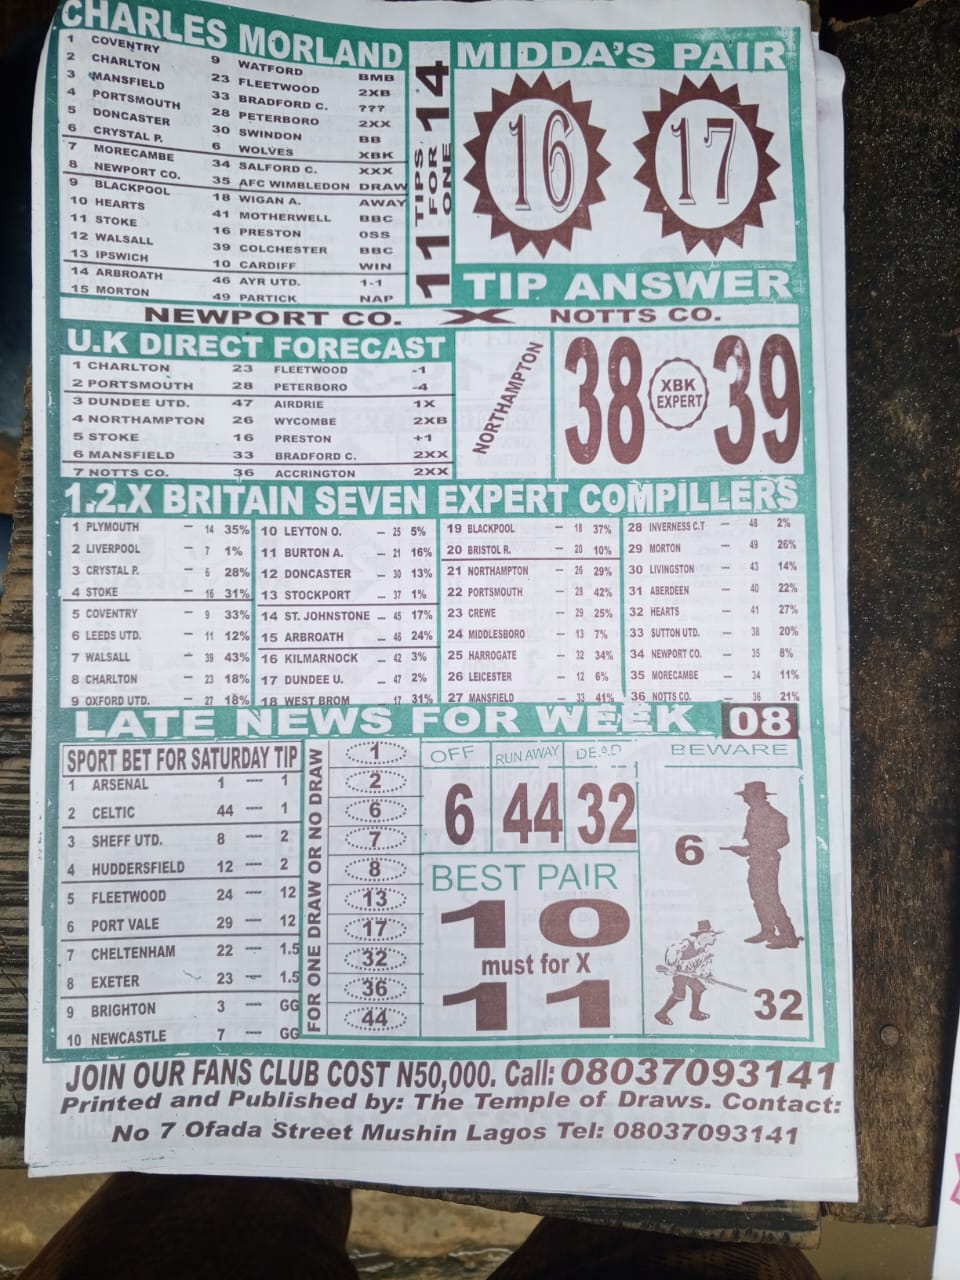 CHARLES MORLAND
1 COVENTRY 9 WATFORD BMB
2 CHARLTON 23 FLEETWOOD 2XB
3 MANSFIELD 33 BRADFORD C. ???
4 PORTSMOUTH 28 PETERBORO 2XX
5 DONCASTER 30 SWINDON BB
6 CRYSTAL P. 6 WOLVES XBK
7 MORECAMBE 34 SALFORD C. XXX
8 NEWPORT CO. 35 AFC WIMBLEDON DRAW
9 BLACKPOOL 18 WIGAN A. AWAY
10 HEARTS 41 MOTHERWELL BBC
11 STOKE 16 PRESTON OSS
12 WALSALL 39 COLCHESTER BBC
13 IPSWICH 10 CARDIFF WIN
14 ARBROATH 46 AYR UTD. 1-1
15 MORTON 49 PARTICK NAP
11 TIPS FOR ONE 14
MIDDA'S PAIR
16 17
TIP ANSWER
NEWPORT CO. X NOTTS CO.
U.K DIRECT FORECAST
1 CHARLTON 23 FLEETWOOD -1
2 PORTSMOUTH 28 PETERBORO -4
3 DUNDEE UTD. 47 AIRDRIE 1X
4 NORTHAMPTON 26 WYCOMBE 2XB
5 STOKE 16 PRESTON +1
6 MANSFIELD 33 BRADFORD C. 2XX
7 NOTTS CO. 36 ACCRINGTON 2XX
NORTHAMPTON
38 XBK EXPERT 39
1.2.X BRITAIN SEVEN EXPERT COMPILLERS
1 PLYMOUTH – 14 35%
2 LIVERPOOL – 7 1%
3 CRYSTAL P. – 6 28%
4 STOKE – 16 31%
5 COVENTRY – 9 33%
6 LEEDS UTD. – 11 12%
7 WALSALL – 39 43%
8 CHARLTON – 23 18%
9 OXFORD UTD. – 27 18%
10 LEYTON O. – 25 5%
11 BURTON A. – 21 16%
12 DONCASTER – 30 13%
13 STOCKPORT – 37 1%
14 ST. JOHNSTONE – 45 17%
15 ARBROATH – 46 24%
16 KILMARNOCK – 42 3%
17 DUNDEE U. – 47 2%
18 WEST BROM 17 31%
19 BLACKPOOL – 18 37%
20 BRISTOL R. – 20 10%
21 NORTHAMPTON – 26 29%
22 PORTSMOUTH – 28 42%
23 CREWE – 29 25%
24 MIDDLESBORO – 13 7%
25 HARROGATE – 32 34%
26 LEICESTER – 12 6%
27 MANSFIELD – 33 41%
28 INVERNESS C.T – 48 2%
29 MORTON – 49 26%
30 LIVINGSTON – 43 14%
31 ABERDEEN – 40 22%
32 HEARTS – 41 27%
33 SUTTON UTD. – 38 20%
34 NEWPORT CO. – 35 8%
35 MORECAMBE – 34 11%
36 NOTTS CO. – 36 21%
LATE NEWS FOR WEEK 08
SPORT BET FOR SATURDAY TIP
1 ARSENAL 1 ---- 1
2 CELTIC 44 ---- 1
3 SHEFF UTD. 8 ---- 2
4 HUDDERSFIELD 12 ---- 2
5 FLEETWOOD 24 ---- 12
6 PORT VALE 29 ---- 12
7 CHELTENHAM 22 ---- 1.5
8 EXETER 23 ---- 1.5
9 BRIGHTON 3 ---- GG
10 NEWCASTLE 7 ---- GG
FOR ONE DRAW OR NO DRAW
1
2
6
7
8
13
17
32
36
44
OFF RUN AWAY DEAD
6 44 32
BEST PAIR
10
must for X
11
BEWARE
6
32
JOIN OUR FANS CLUB COST N50,000. Call: 08037093141
Printed and Published by: The Temple of Draws. Contact:
No 7 Ofada Street Mushin Lagos Tel: 08037093141